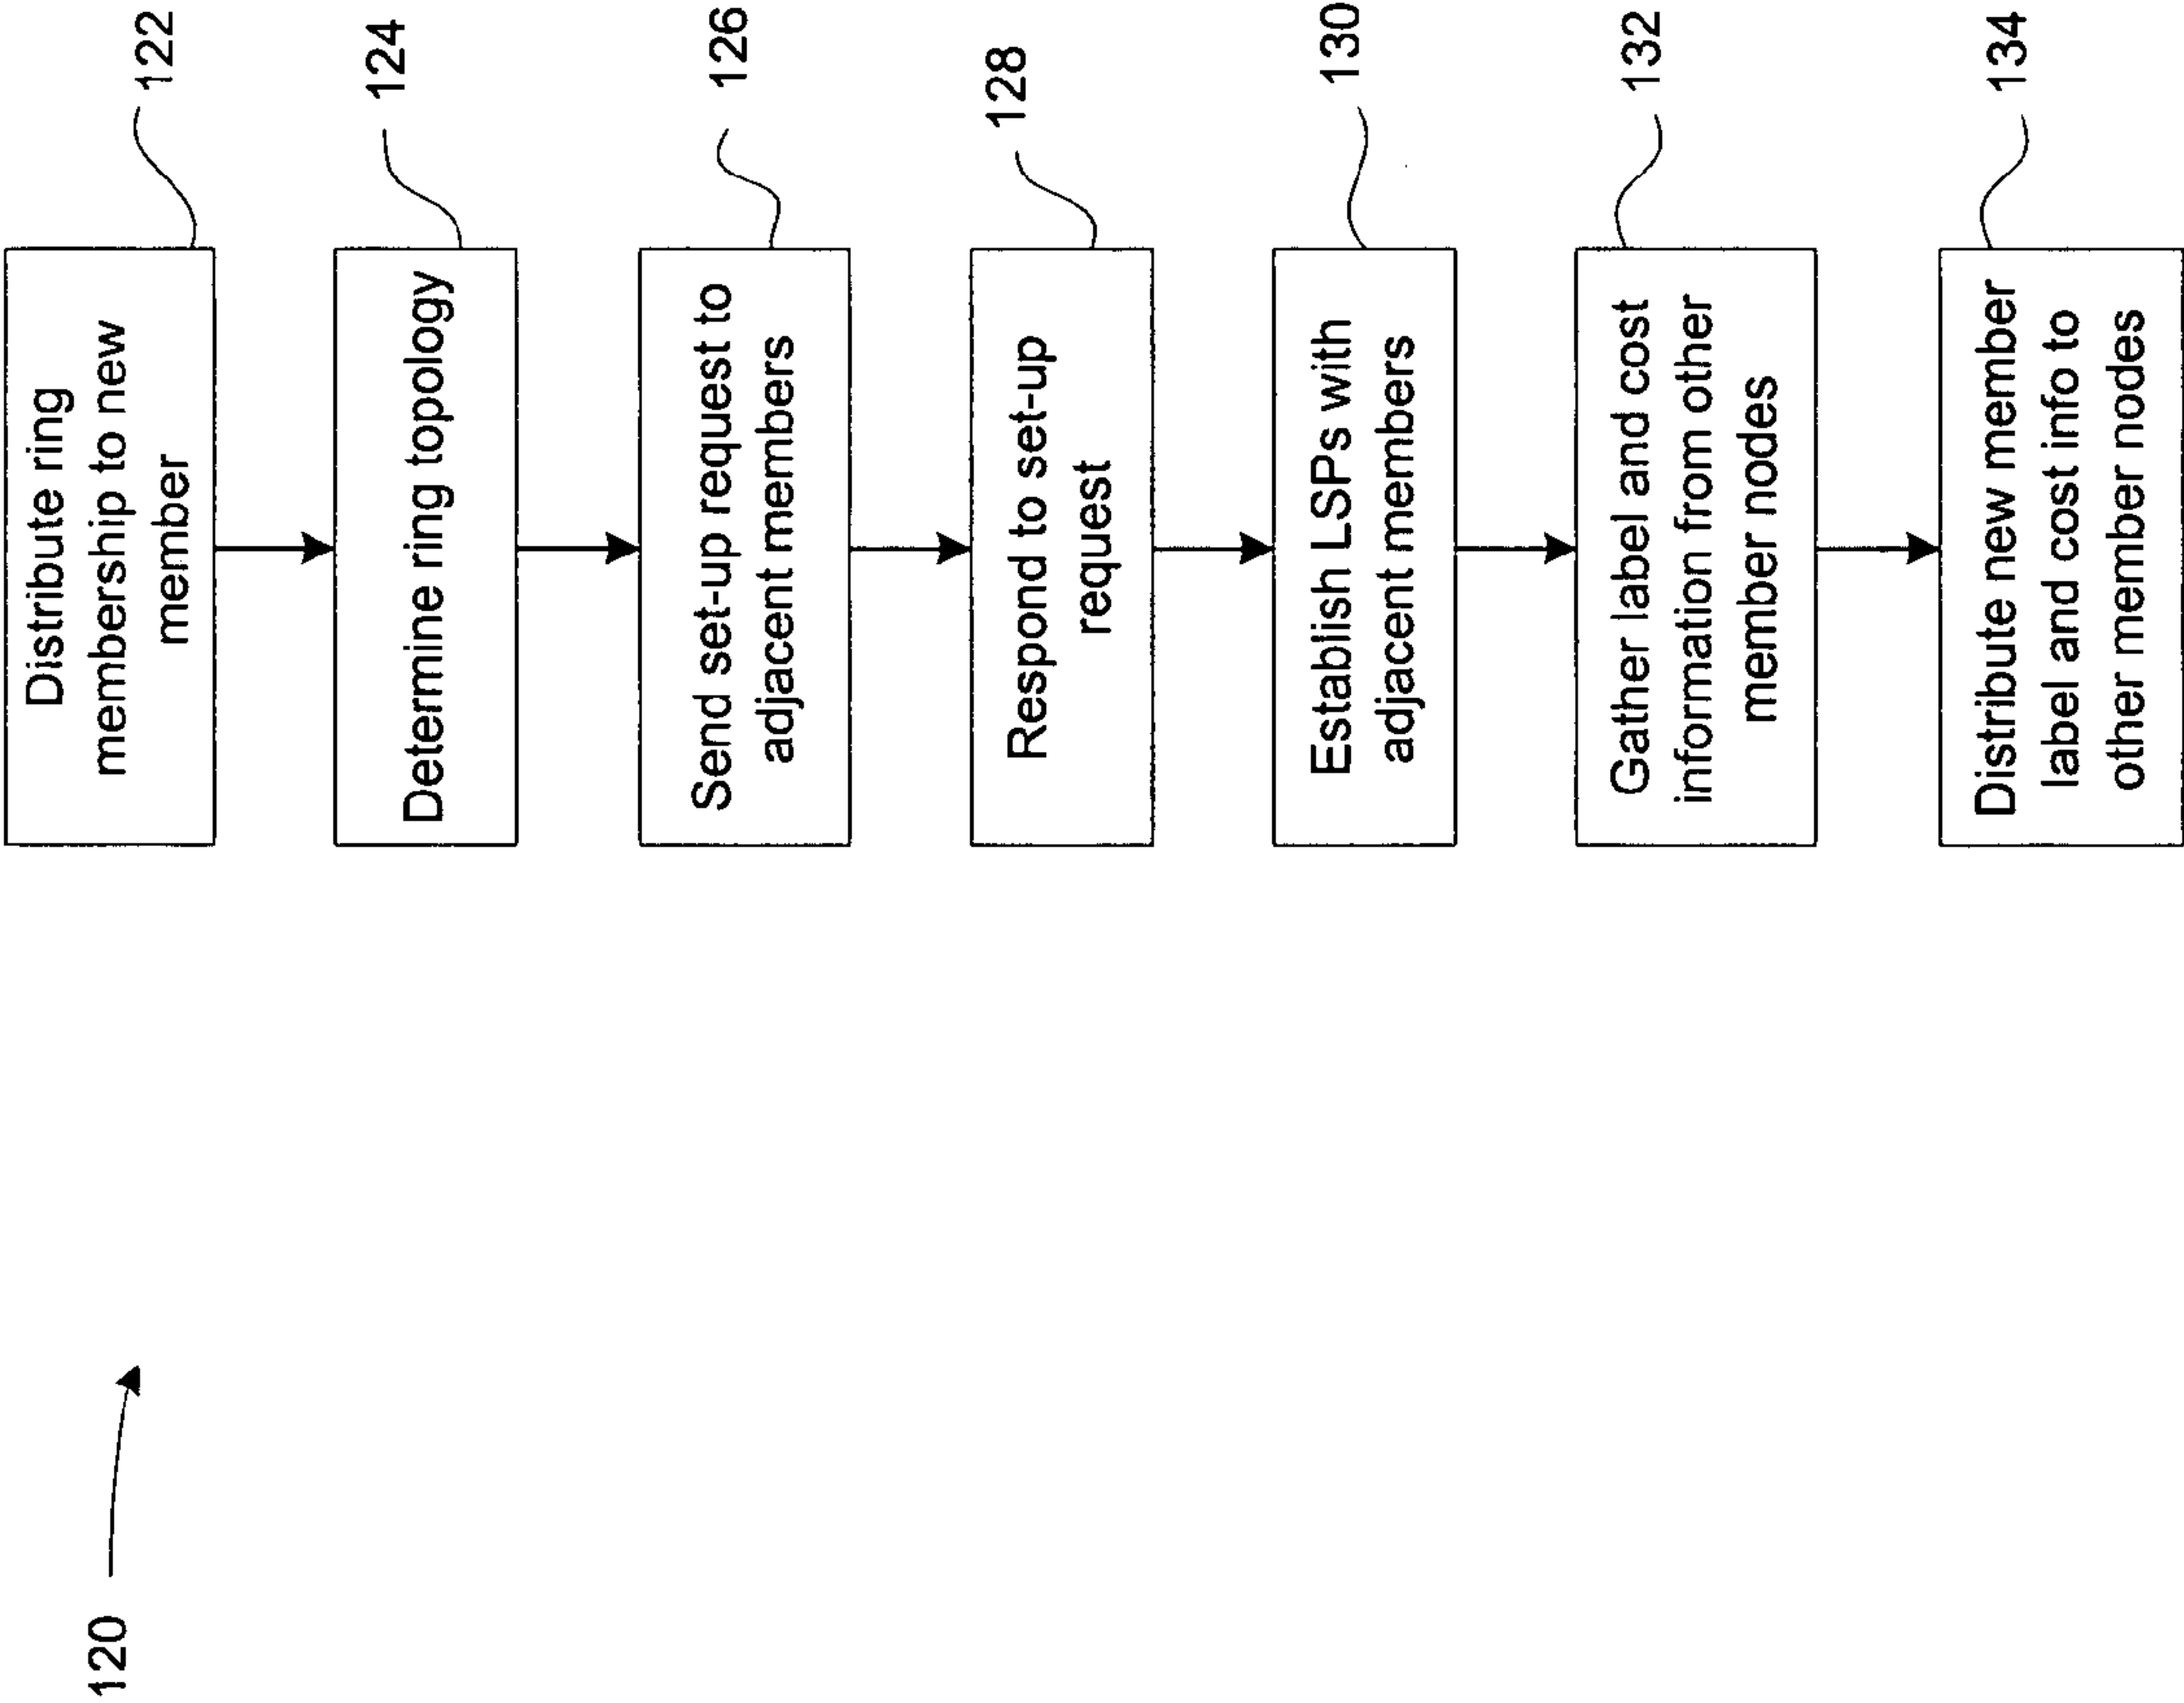 120
Distribute ring
membership to new
member
122
Determine ring topology
124
Send set-up request to
adjacent members
126
Respond to set-up
request
128
Establish LSPs with
adjacent members
130
Gather label and cost
information from other
member nodes
132
Distribute new member
label and cost info to
other member nodes
134